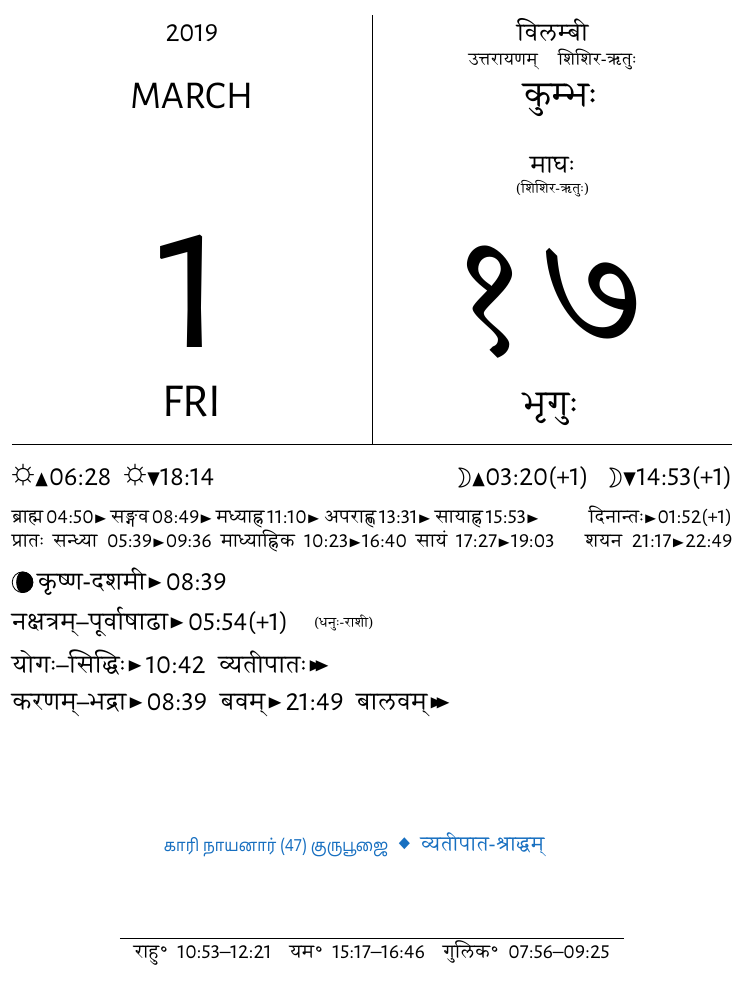 2019
MARCH
1
FRI
विलम्बी
उत्तरायणम् शिशिर-ऋतुः
कुम्भः
माघः
(शिशिर-ऋतुः)
१७
भृगुः
☼▲06:28 ☼▼18:14 ☽▲03:20(+1) ☽▼14:53(+1)
ब्राह्म 04:50► सङ्गव 08:49► मध्याह्न 11:10► अपराह्ण 13:31► सायाह्न 15:53► दिनान्तः►01:52(+1)
प्रातः सन्ध्या 05:39►09:36 माध्याह्निक 10:23►16:40 सायं 17:27►19:03 शयन 21:17►22:49
कृष्ण-दशमी► 08:39
नक्षत्रम्–पूर्वाषाढा► 05:54(+1) (धनुः-राशी)
योगः–सिद्धिः►10:42 व्यतीपातः
करणम्–भद्रा►08:39 बवम्►21:49 बालवम्
காரி நாயனார் (47) குருபூஜை ◆ व्यतीपात-श्राद्धम्
राहु° 10:53–12:21 यम° 15:17–16:46 गुलिक° 07:56–09:25